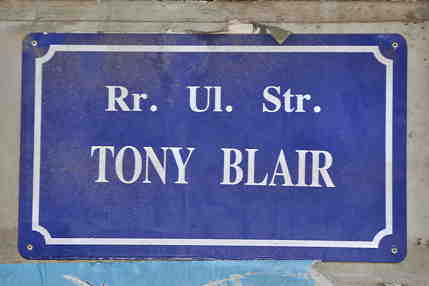 Rr. Ul. Str.
TONY BLAIR